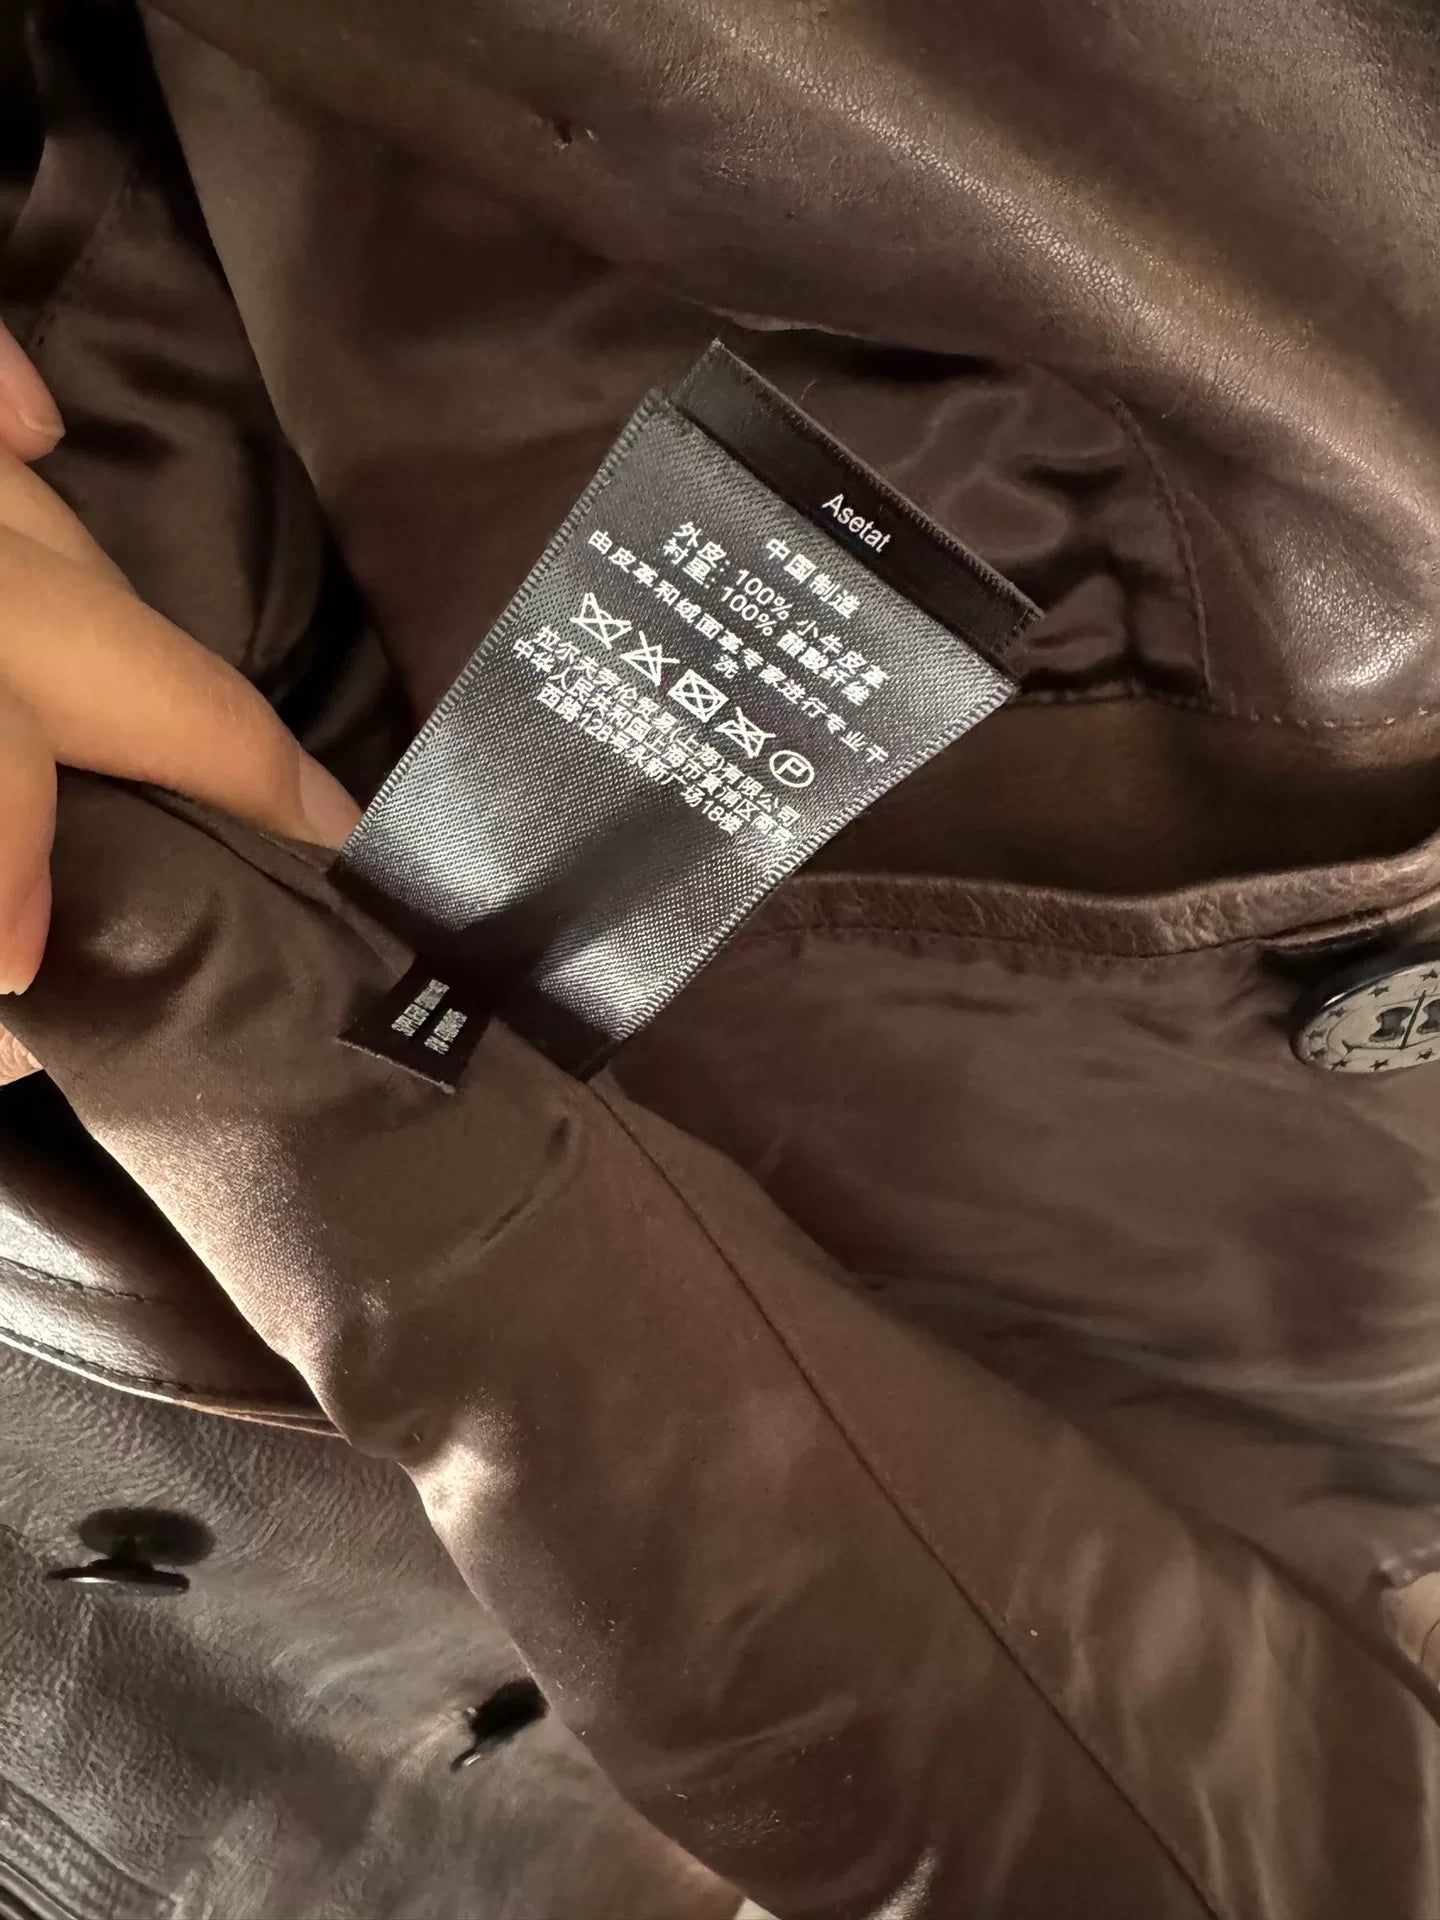 Asetat
中国制造
外皮: 100% 小牛皮革
衬里: 100% 醋酸纤维
由皮革和绒面革专家进行专业干
洗
P
拉尔夫劳伦贸易(上海)有限公司
中华人民共和国上海市黄浦区南京
西路128号永新广场18楼